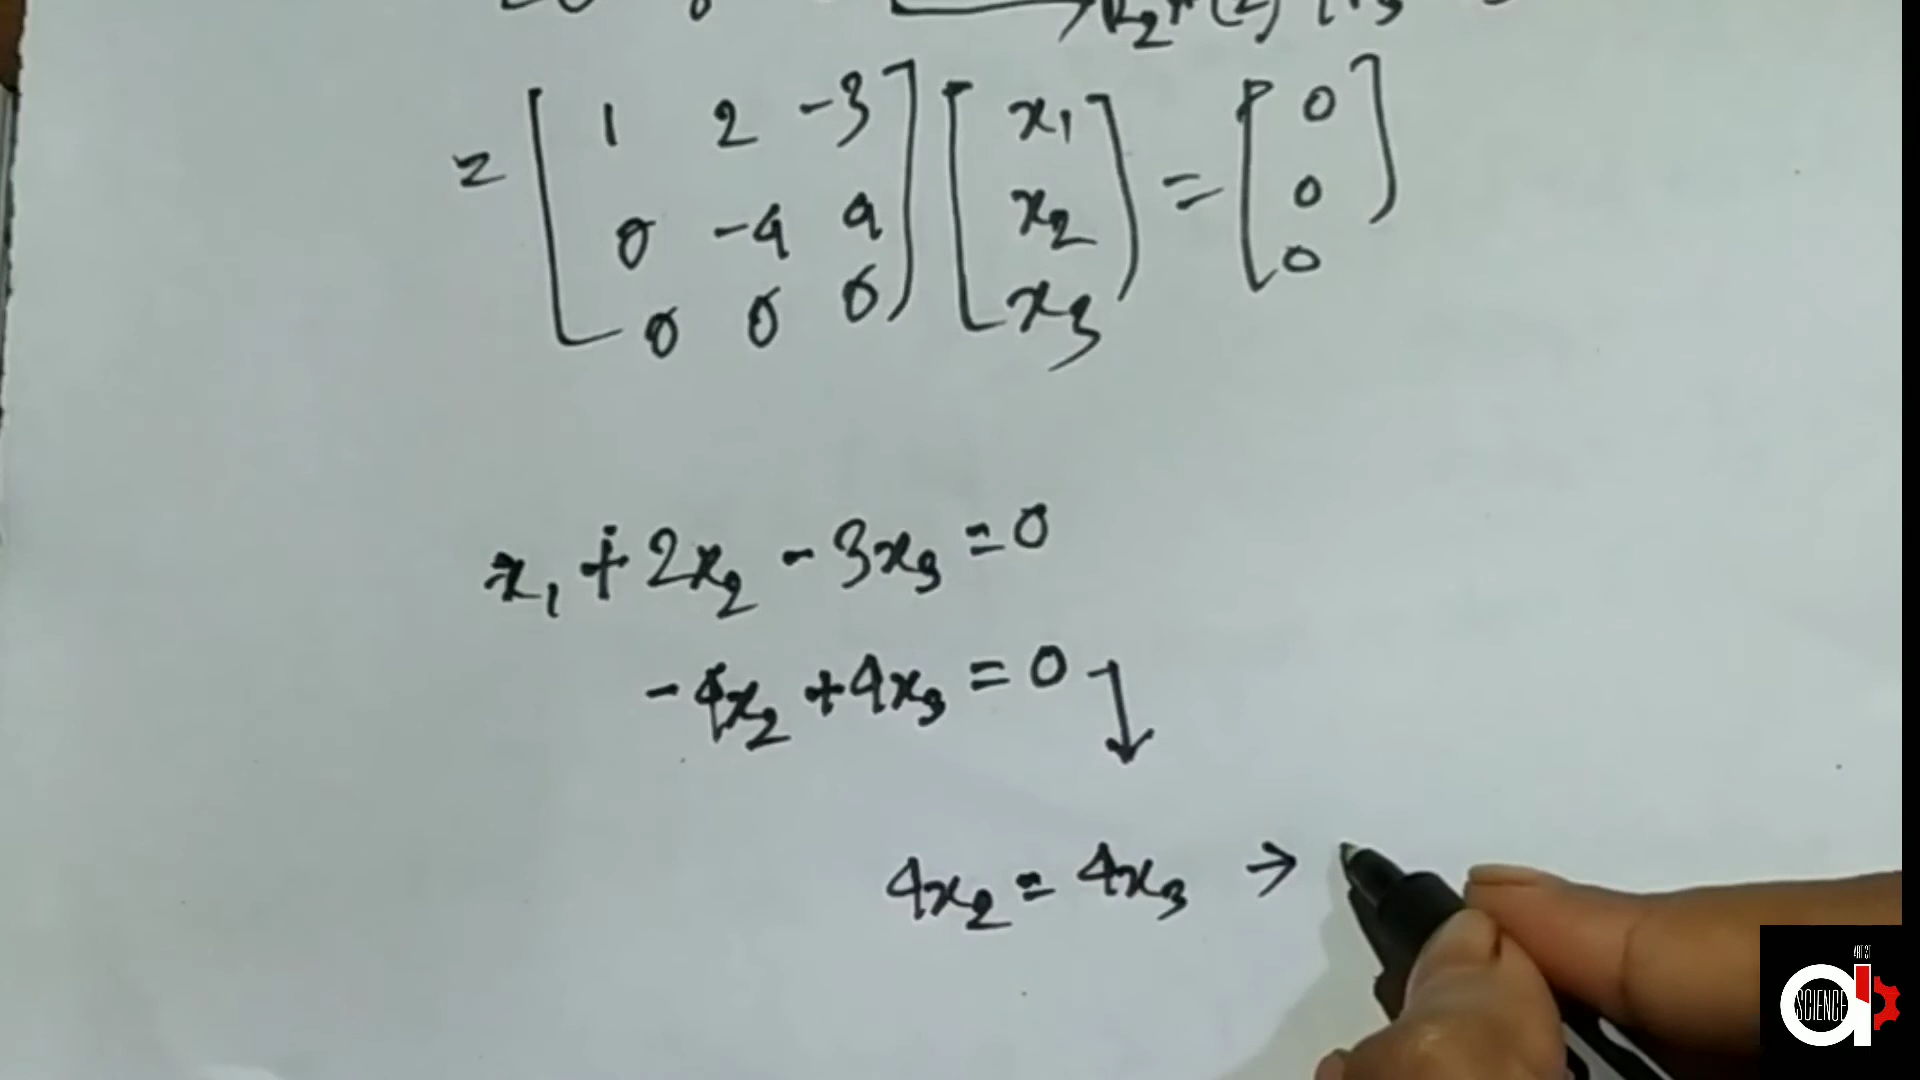 = [ 1 2 -3 ] [ x₁ ] = [ 0 ]
[ 0 -4 4 ] [ x₂ ] [ 0 ]
[ 0 0 0 ] [ x₃ ] [ 0 ]
x₁ + 2x₂ - 3x₃ = 0
-4x₂ + 4x₃ = 0 ↓
4x₂ = 4x₃ →
SCIENCE